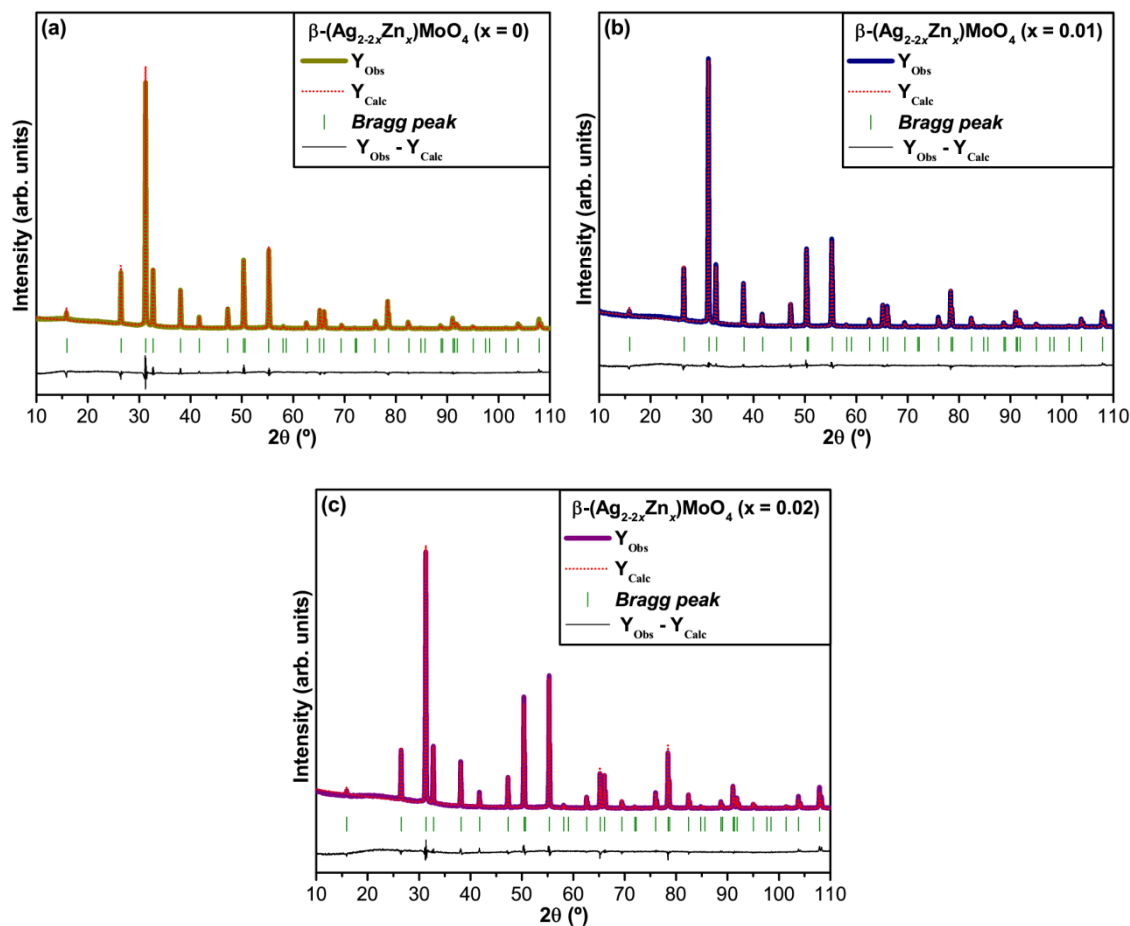 (a)
β-(Ag2-2xZnx)MoO4 (x = 0)
YObs
YCalc
Bragg peak
YObs - YCalc
Intensity (arb. units)
10 20 30 40 50 60 70 80 90 100 110
2θ (º)
(b)
β-(Ag2-2xZnx)MoO4 (x = 0.01)
YObs
YCalc
Bragg peak
YObs - YCalc
Intensity (arb. units)
10 20 30 40 50 60 70 80 90 100 110
2θ (º)
(c)
β-(Ag2-2xZnx)MoO4 (x = 0.02)
YObs
YCalc
Bragg peak
YObs - YCalc
Intensity (arb. units)
10 20 30 40 50 60 70 80 90 100 110
2θ (º)